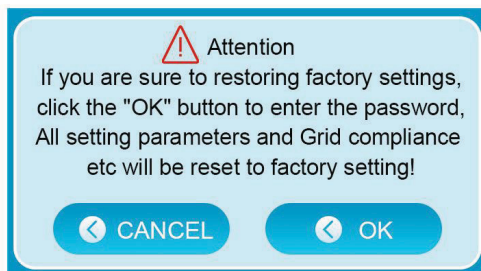 Attention
If you are sure to restoring factory settings,
click the "OK" button to enter the password,
All setting parameters and Grid compliance
etc will be reset to factory setting!
CANCEL OK